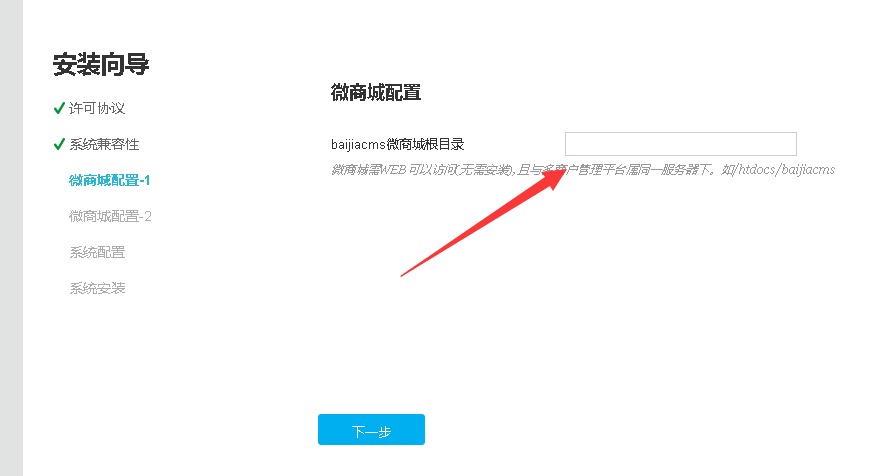 安装向导
许可协议
系统兼容性
微商城配置-1
微商城配置-2
系统配置
系统安装
微商城配置
baijiacms微商城根目录
微商城需WEB可以访问(无需安装),且与多商户管理平台属同一服务器下。如/htdocs/baijiacms
下一步